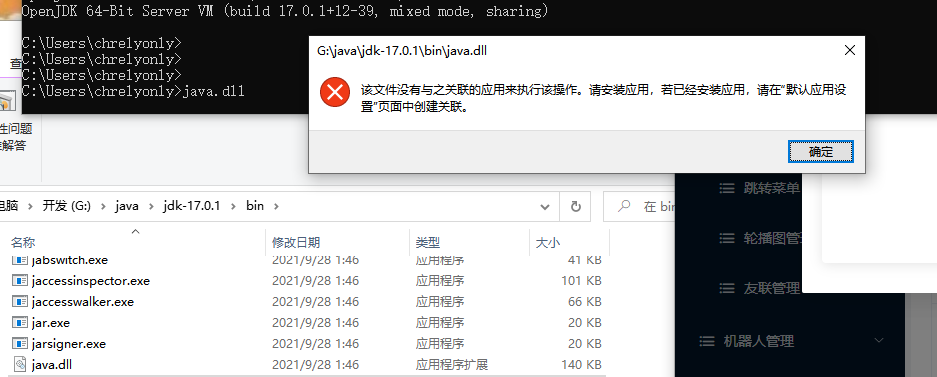 OpenJDK 64-Bit Server VM (build 17.0.1+12-39, mixed mode, sharing)
C:\Users\chrelyonly>
C:\Users\chrelyonly>
C:\Users\chrelyonly>
C:\Users\chrelyonly>java.dll
G:\java\jdk-17.0.1\bin\java.dll
该文件没有与之关联的应用来执行该操作。请安装应用，若已经安装应用，请在“默认应用设
置”页面中创建关联。
确定
查
性问题
解答
电脑 › 开发 (G:) › java › jdk-17.0.1 › bin ›
在 bin
名称 修改日期 类型 大小
jabswitch.exe 2021/9/28 1:46 应用程序 41 KB
jaccessinspector.exe 2021/9/28 1:46 应用程序 101 KB
jaccesswalker.exe 2021/9/28 1:46 应用程序 66 KB
jar.exe 2021/9/28 1:46 应用程序 20 KB
jarsigner.exe 2021/9/28 1:46 应用程序 20 KB
java.dll 2021/9/28 1:46 应用程序扩展 140 KB
跳转菜单
轮播图管
友联管理
机器人管理